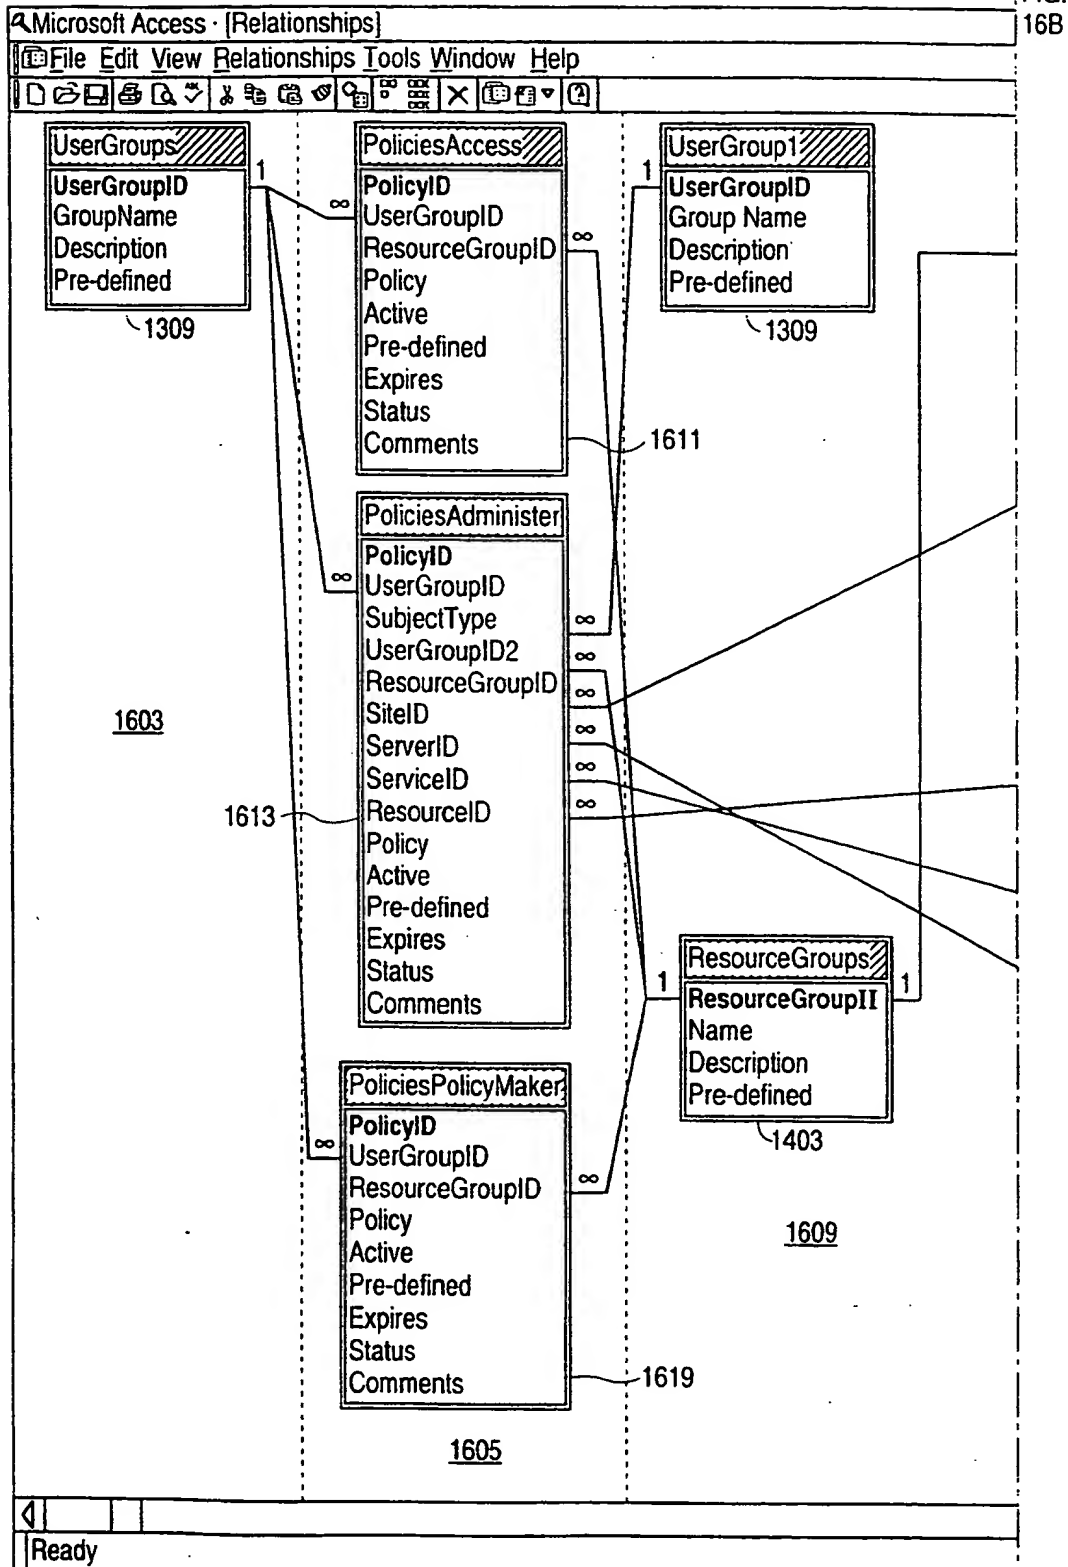 16B
Microsoft Access · [Relationships]
File Edit View Relationships Tools Window Help
UserGroups
UserGroupID
GroupName
Description
Pre-defined
1
1309
PoliciesAccess
PolicyID
∞ UserGroupID
ResourceGroupID ∞
Policy
Active
Pre-defined
Expires
Status
Comments
1611
UserGroup1
1
UserGroupID
Group Name
Description
Pre-defined
1309
PoliciesAdminister
PolicyID
∞ UserGroupID
SubjectType ∞
UserGroupID2 ∞
ResourceGroupID ∞
SiteID
ServerID ∞
ServiceID ∞
ResourceID ∞
Policy
Active
Pre-defined
Expires
Status
Comments
1603
1613
PoliciesPolicyMaker
PolicyID
∞ UserGroupID
ResourceGroupID ∞
Policy
Active
Pre-defined
Expires
Status
Comments
1619
1605
ResourceGroups
1 ResourceGroupII 1
Name
Description
Pre-defined
1403
1609
Ready